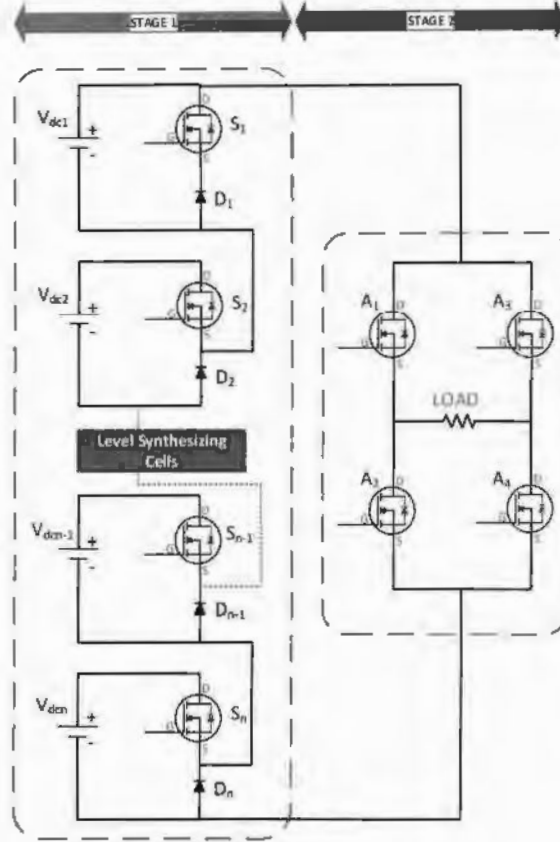 STAGE 1
STAGE 2
D
Vdc1
+
-
G
S1
S
D1
D
Vdc2
+
-
G
S2
S
D2
Level Synthesizing
Cells
D
Vdcn-1
+
-
G
Sn-1
S
Dn-1
D
Vdcn
+
-
G
Sn
S
Dn
A1
D
G
S
A3
D
G
S
LOAD
D
G
S
A4
D
G
S